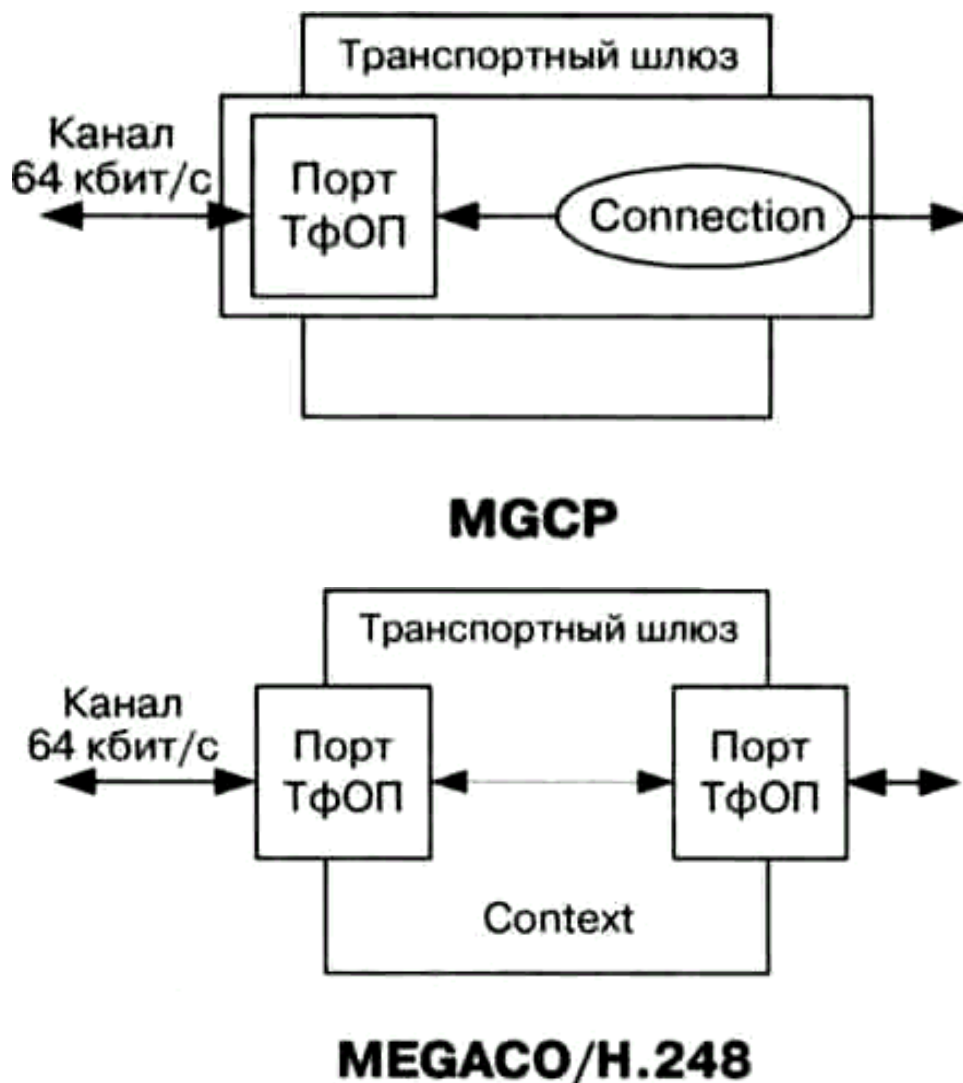 Транспортный шлюз
Канал
64 кбит/с
Порт
ТфОП
Connection
MGCP
Транспортный шлюз
Канал
64 кбит/с
Порт
ТфОП
Порт
ТфОП
Context
MEGACO/H.248